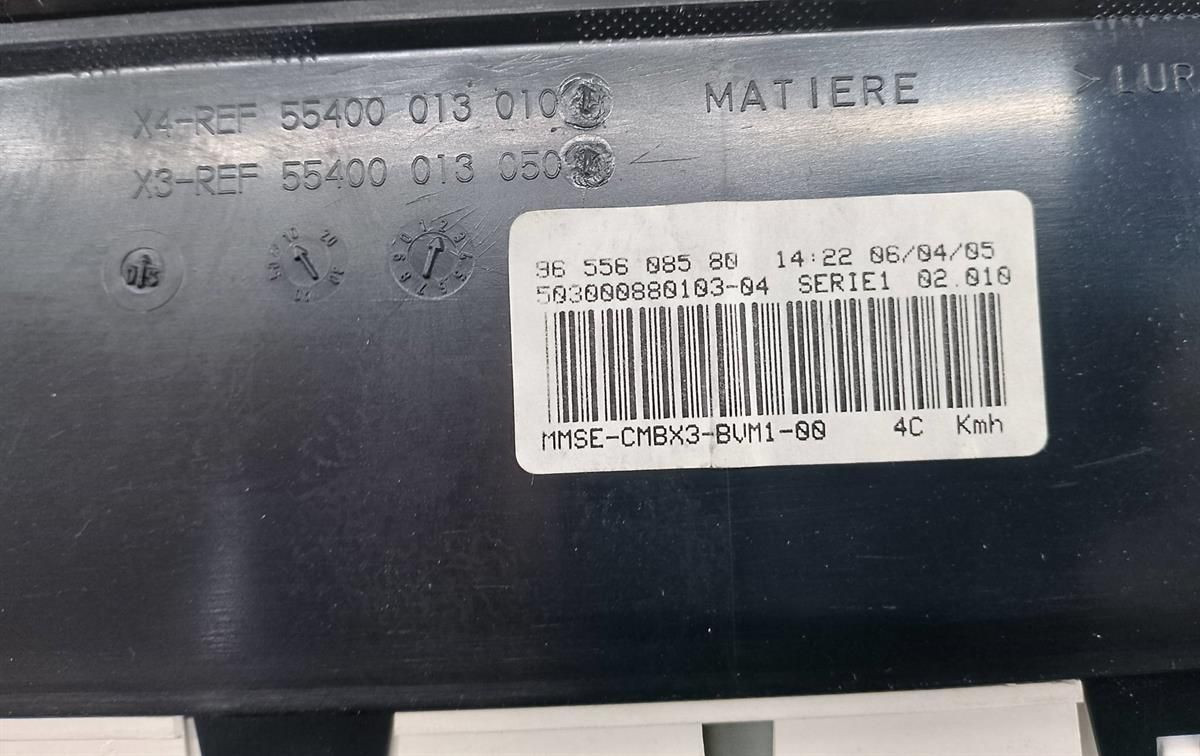 X4-REF 55400 013 010
MATIERE
>LUR
X3-REF 55400 013 050
96 556 085 80 14:22 06/04/05
503000880103-04 SERIE1 02.010
MMSE-CMBX3-BVM1-00 4C Kmh